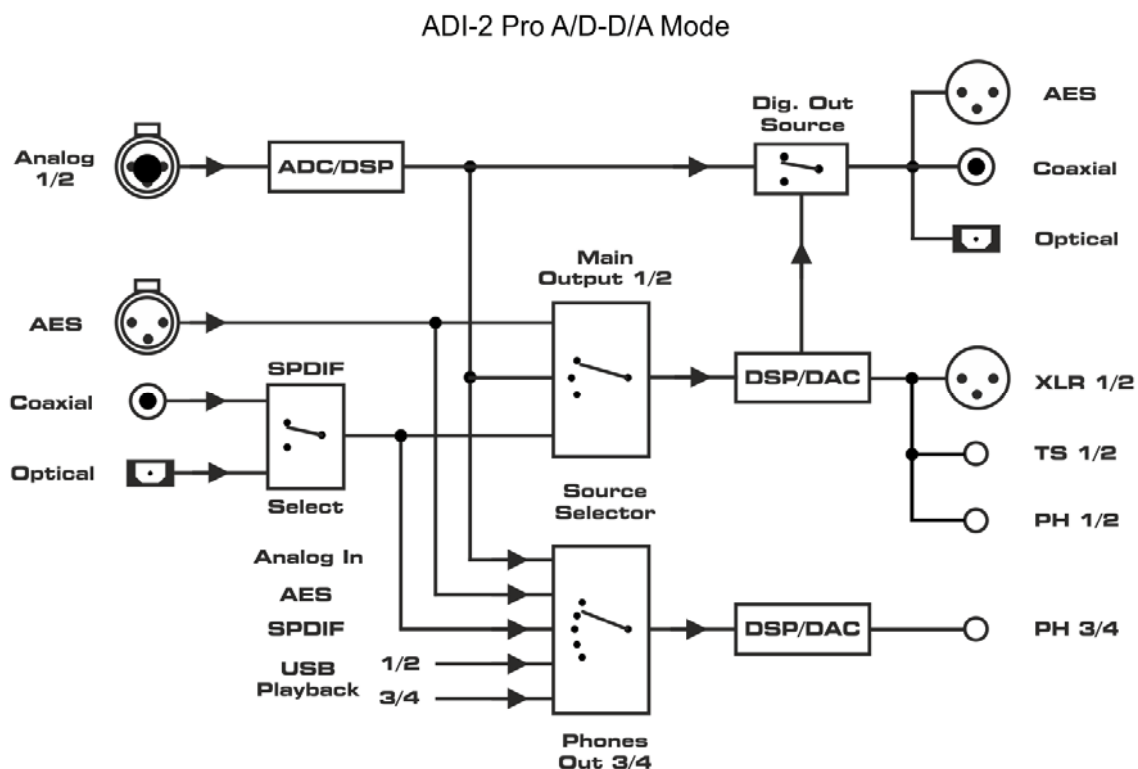 ADI-2 Pro A/D-D/A Mode
Analog
1/2
ADC/DSP
Dig. Out
Source
AES
Coaxial
Optical
AES
Coaxial
Optical
SPDIF
Select
Main
Output 1/2
DSP/DAC
XLR 1/2
TS 1/2
PH 1/2
Source
Selector
Analog In
AES
SPDIF
USB
Playback
1/2
3/4
DSP/DAC
PH 3/4
Phones
Out 3/4